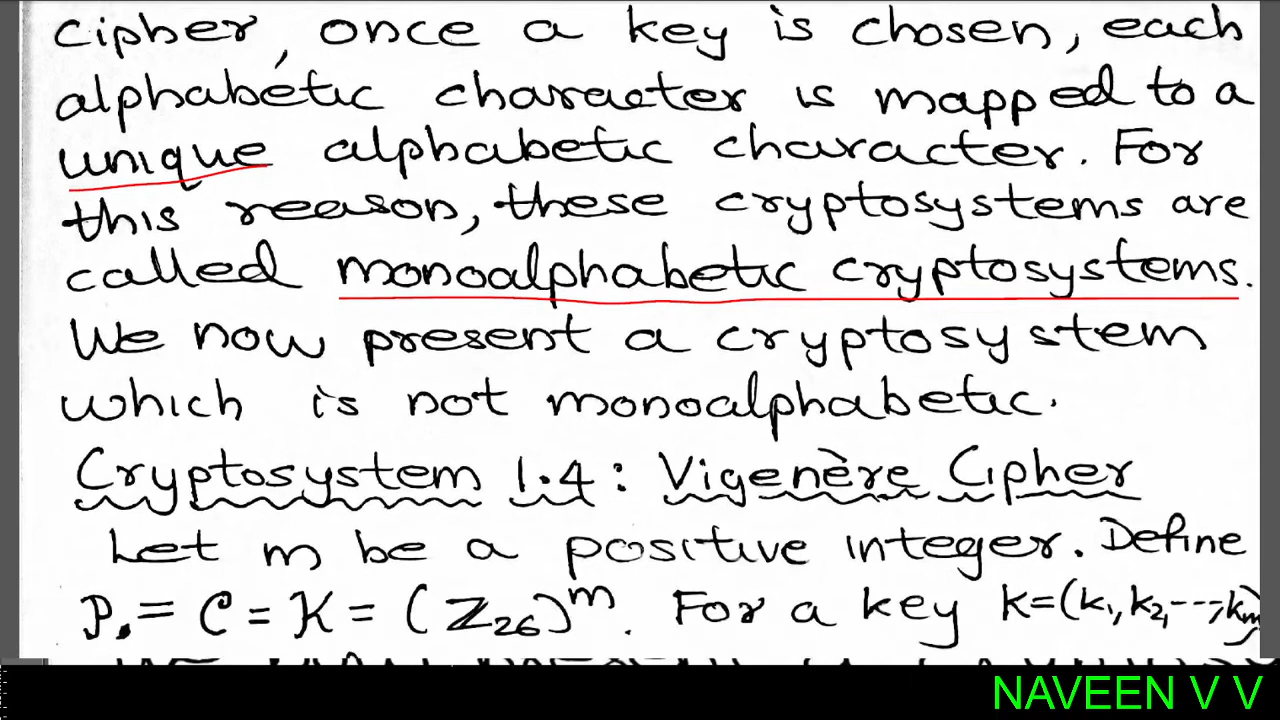 cipher, once a key is chosen, each
alphabetic character is mapped to a
unique alphabetic character. For
this reason, these cryptosystems are
called monoalphabetic cryptosystems.
We now present a cryptosystem
which is not monoalphabetic.
Cryptosystem 1.4: Vigenère Cipher
Let m be a positive integer. Define
P = C = K = (Z₂₆)ᵐ. For a key K=(k₁, k₂, ---, kₘ)
NAVEEN V V